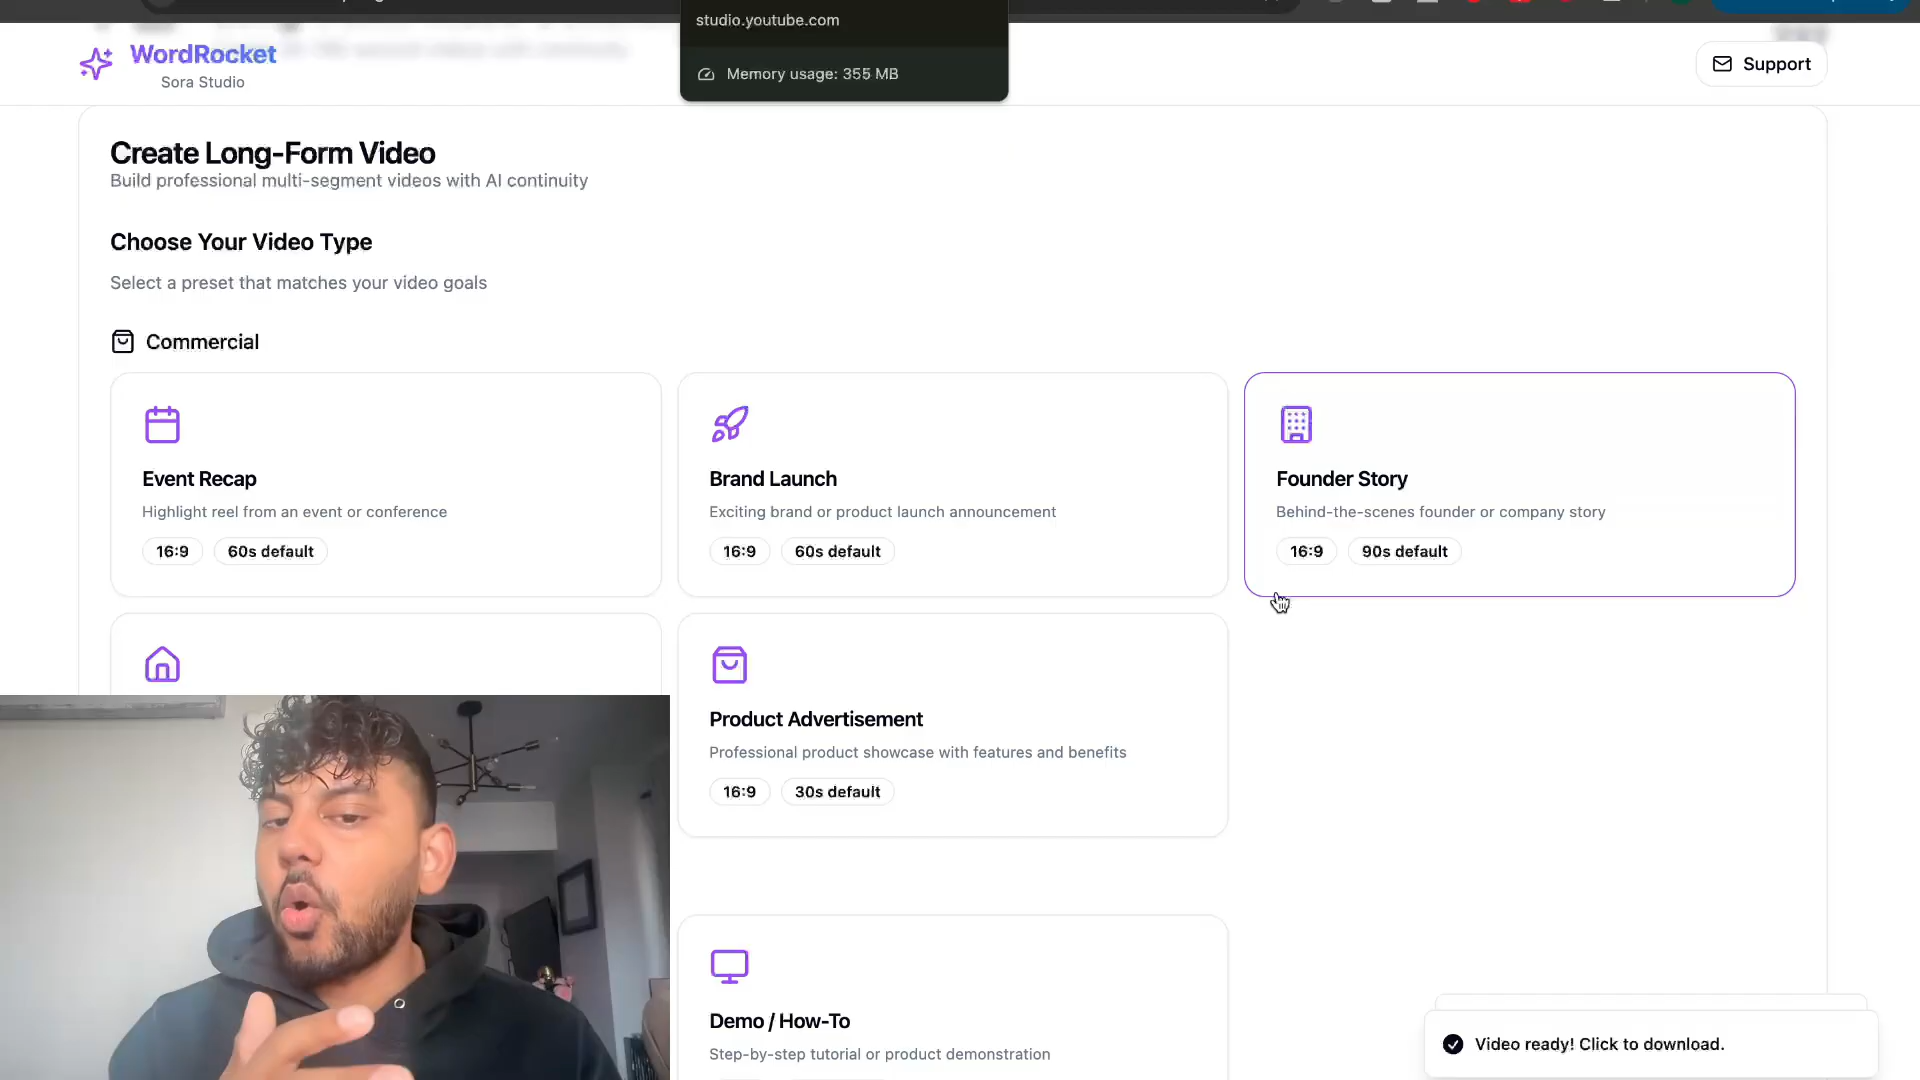 studio.youtube.com
Memory usage: 355 MB
WordRocket
Sora Studio
Support
Create Long-Form Video
Build professional multi-segment videos with AI continuity
Choose Your Video Type
Select a preset that matches your video goals
Commercial
Event Recap
Highlight reel from an event or conference
16:9 60s default
Brand Launch
Exciting brand or product launch announcement
16:9 60s default
Founder Story
Behind-the-scenes founder or company story
16:9 90s default
Product Advertisement
Professional product showcase with features and benefits
16:9 30s default
Demo / How-To
Step-by-step tutorial or product demonstration
Video ready! Click to download.